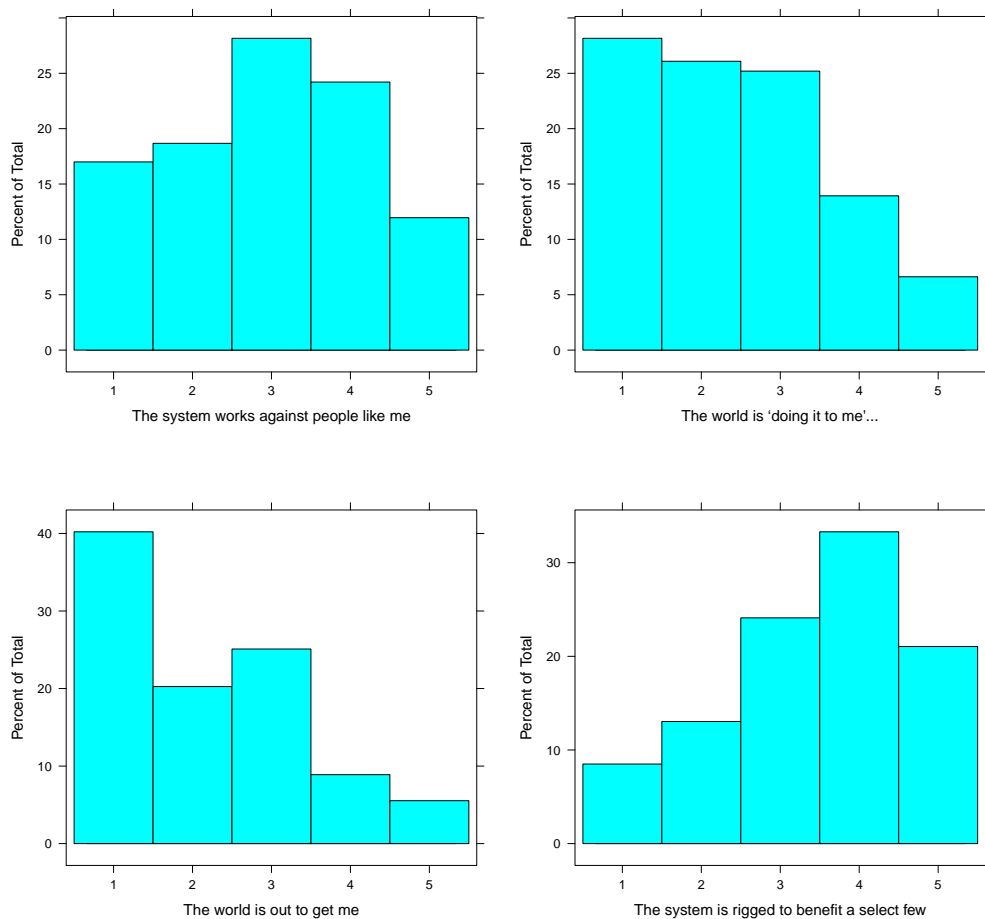 Percent of Total
0
5
10
15
20
25
1 2 3 4 5
The system works against people like me
Percent of Total
0
5
10
15
20
25
1 2 3 4 5
The world is ‘doing it to me’...
Percent of Total
0
10
20
30
40
1 2 3 4 5
The world is out to get me
Percent of Total
0
10
20
30
1 2 3 4 5
The system is rigged to benefit a select few